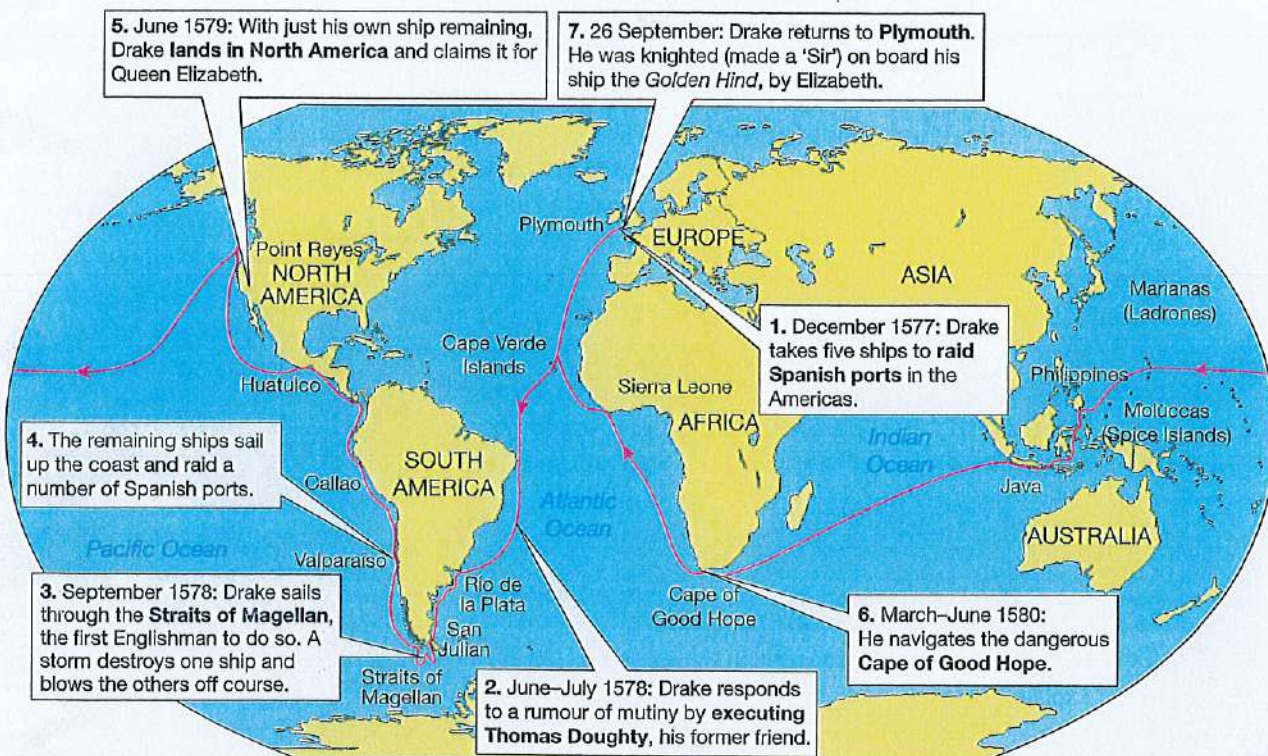 5. June 1579: With just his own ship remaining,
Drake lands in North America and claims it for
Queen Elizabeth.
7. 26 September: Drake returns to Plymouth.
He was knighted (made a 'Sir') on board his
ship the Golden Hind, by Elizabeth.
Plymouth
EUROPE
ASIA
Point Reyes
NORTH
AMERICA
Marianas
(Ladrones)
1. December 1577: Drake
takes five ships to raid
Spanish ports in the
Americas.
Cape Verde
Islands
Huatulco
Sierra Leone
AFRICA
Philippines
Moluccas
(Spice Islands)
4. The remaining ships sail
up the coast and raid a
number of Spanish ports.
SOUTH
AMERICA
Callao
Indian
Ocean
Java
Atlantic
Ocean
AUSTRALIA
Pacific Ocean
Valparaiso
3. September 1578: Drake sails
through the Straits of Magellan,
the first Englishman to do so. A
storm destroys one ship and
blows the others off course.
Rio de
la Plata
San
Julian
Straits of
Magellan
Cape of
Good Hope
6. March–June 1580:
He navigates the dangerous
Cape of Good Hope.
2. June–July 1578: Drake responds
to a rumour of mutiny by executing
Thomas Doughty, his former friend.